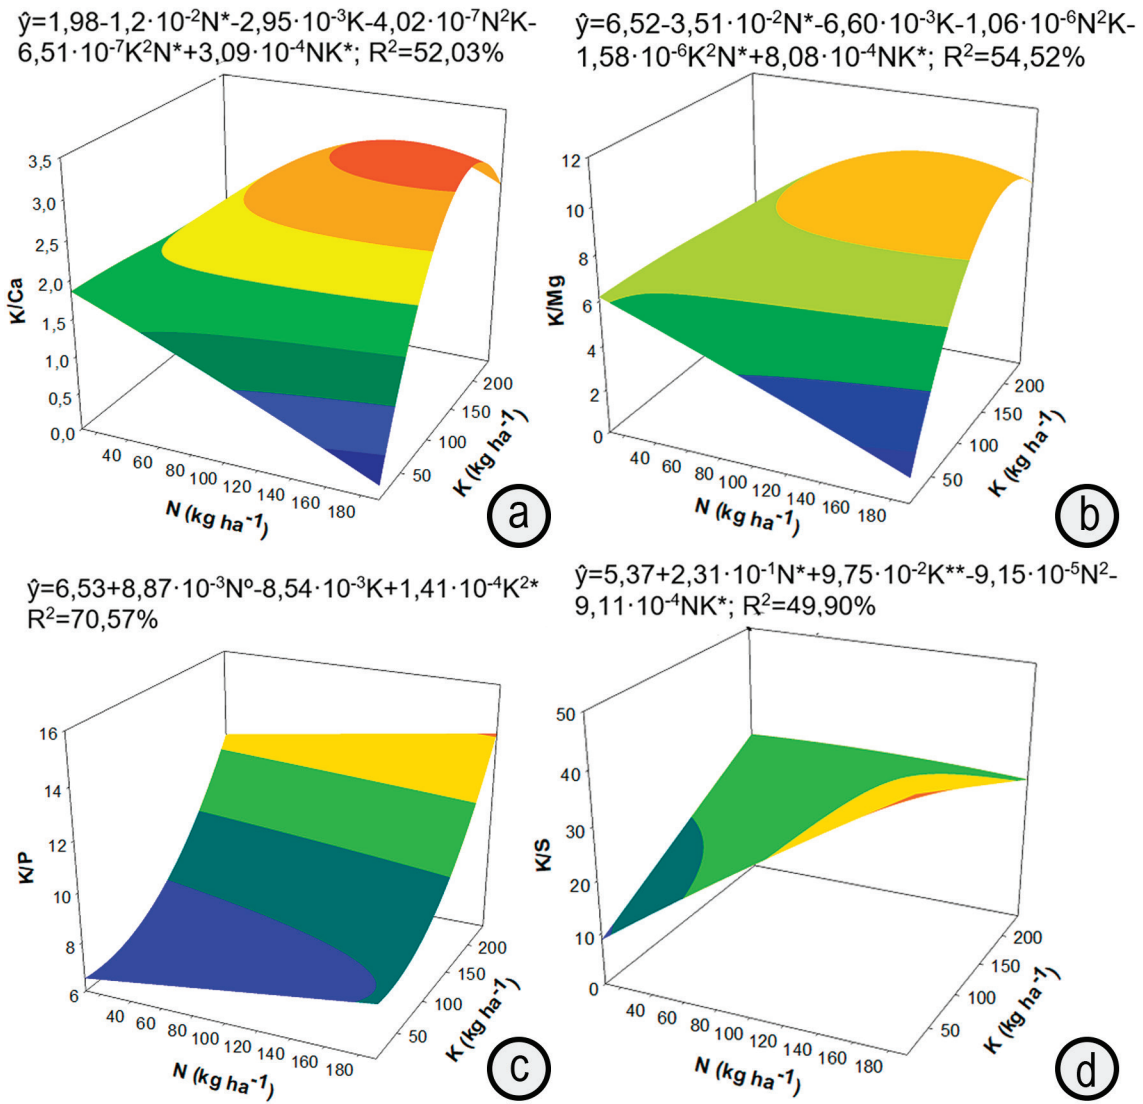 ŷ=1,98-1,2·10⁻²N*-2,95·10⁻³K-4,02·10⁻⁷N²K-
6,51·10⁻⁷K²N*+3,09·10⁻⁴NK*; R²=52,03%
3,5
3,0
2,5
2,0
1,5
1,0
0,5
0,0
K/Ca
40 60 80 100 120 140 160 180
N (kg ha⁻¹)
50 100 150 200
K (kg ha⁻¹)
a
ŷ=6,52-3,51·10⁻²N*-6,60·10⁻³K-1,06·10⁻⁶N²K-
1,58·10⁻⁶K²N*+8,08·10⁻⁴NK*; R²=54,52%
12
10
8
6
4
2
0
K/Mg
40 60 80 100 120 140 160 180
N (kg ha⁻¹)
50 100 150 200
K (kg ha⁻¹)
b
ŷ=6,53+8,87·10⁻³Nº-8,54·10⁻³K+1,41·10⁻⁴K²*
R²=70,57%
16
14
12
10
8
6
K/P
40 60 80 100 120 140 160 180
N (kg ha⁻¹)
50 100 150 200
K (kg ha⁻¹)
c
ŷ=5,37+2,31·10⁻¹N*+9,75·10⁻²K**-9,15·10⁻⁵N²-
9,11·10⁻⁴NK*; R²=49,90%
50
40
30
20
10
0
K/S
40 60 80 100 120 140 160 180
N (kg ha⁻¹)
50 100 150 200
K (kg ha⁻¹)
d